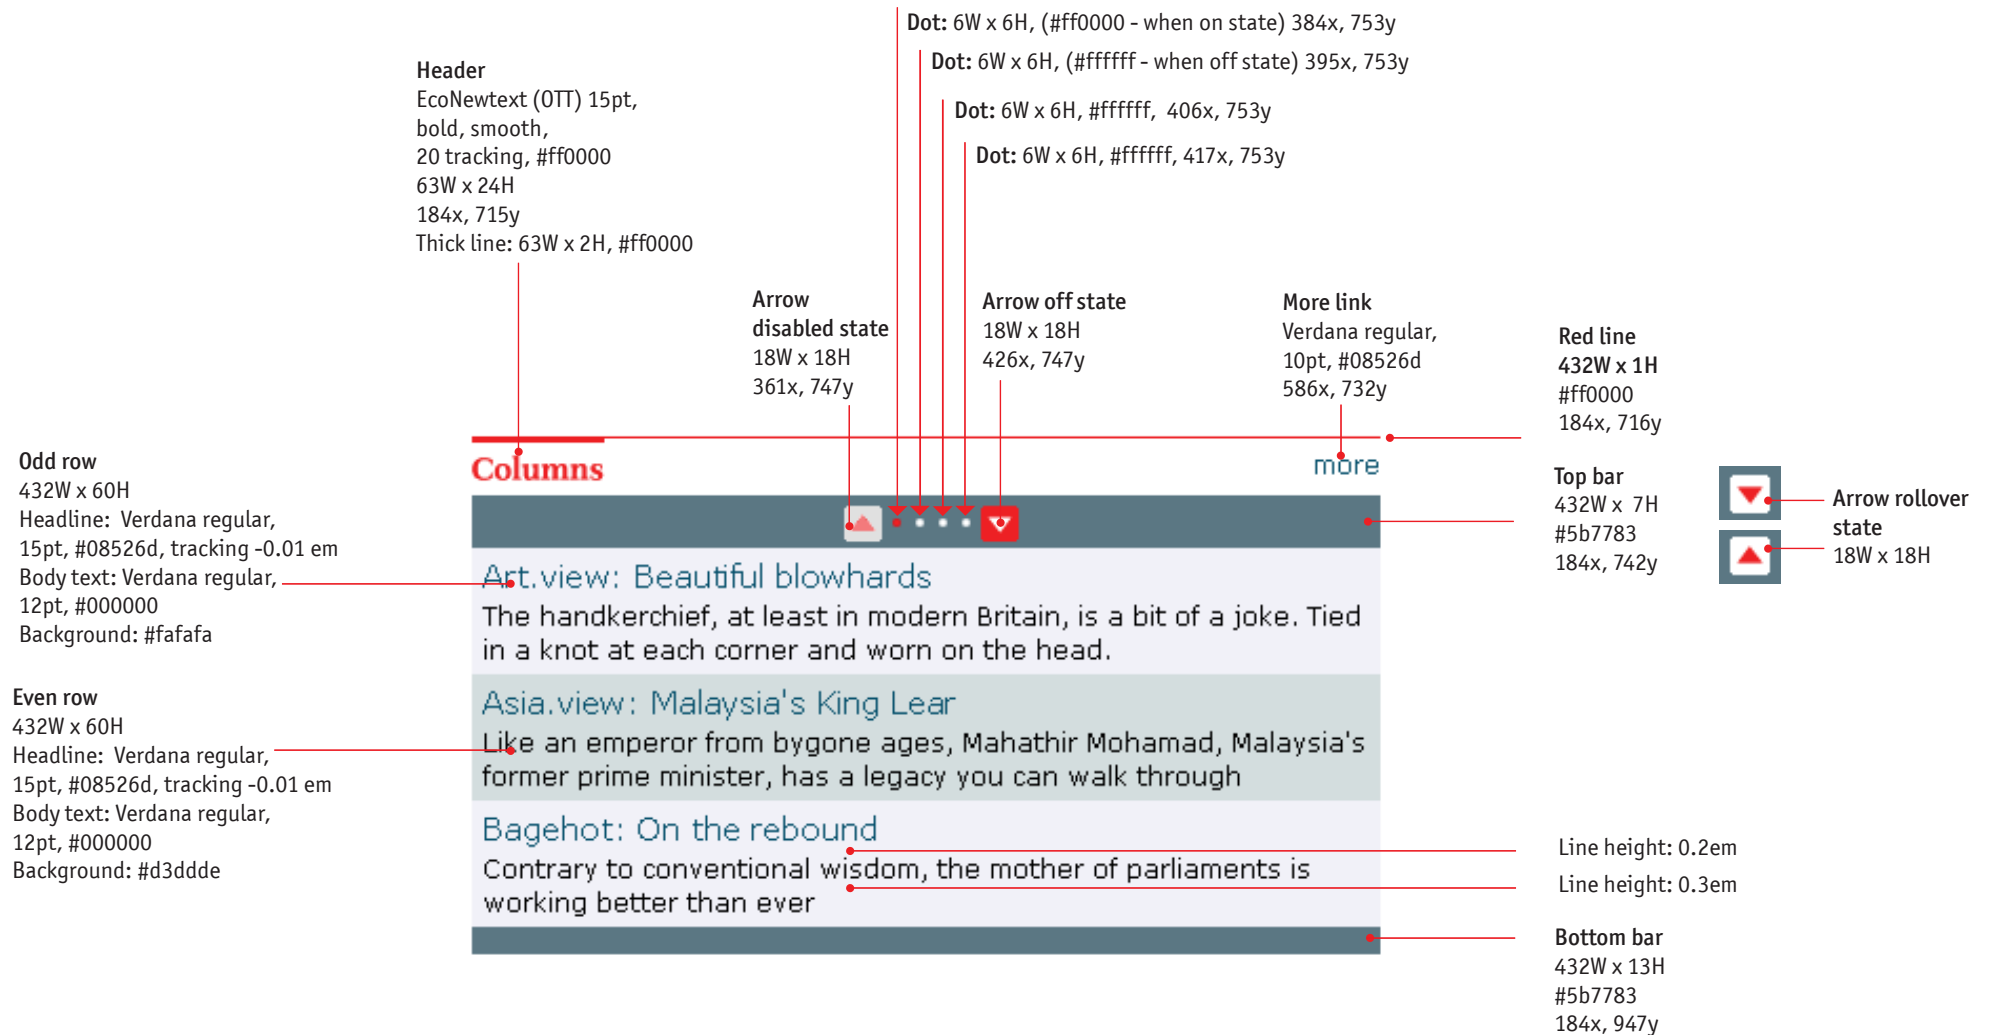 Dot: 6W x 6H, (#ff0000 - when on state) 384x, 753y
Dot: 6W x 6H, (#ffffff - when off state) 395x, 753y
Dot: 6W x 6H, #ffffff,  406x, 753y
Dot: 6W x 6H, #ffffff, 417x, 753y
Header
EcoNewtext (OTT) 15pt,
bold, smooth,
20 tracking, #ff0000
63W x 24H
184x, 715y
Thick line: 63W x 2H, #ff0000
Arrow
disabled state
18W x 18H
361x, 747y
Arrow off state
18W x 18H
426x, 747y
More link
Verdana regular,
10pt, #08526d
586x, 732y
Red line
432W x 1H
#ff0000
184x, 716y
Odd row
432W x 60H
Headline:  Verdana regular,
15pt, #08526d, tracking -0.01 em
Body text: Verdana regular,
12pt, #000000
Background: #fafafa
Even row
432W x 60H
Headline:  Verdana regular,
15pt, #08526d, tracking -0.01 em
Body text: Verdana regular,
12pt, #000000
Background: #d3ddde
Columns
more
Art.view: Beautiful blowhards
The handkerchief, at least in modern Britain, is a bit of a joke. Tied
in a knot at each corner and worn on the head.
Asia.view: Malaysia's King Lear
Like an emperor from bygone ages, Mahathir Mohamad, Malaysia's
former prime minister, has a legacy you can walk through
Bagehot: On the rebound
Contrary to conventional wisdom, the mother of parliaments is
working better than ever
Top bar
432W x  7H
#5b7783
184x, 742y
Arrow rollover
state
18W x 18H
Line height: 0.2em
Line height: 0.3em
Bottom bar
432W x 13H
#5b7783
184x, 947y